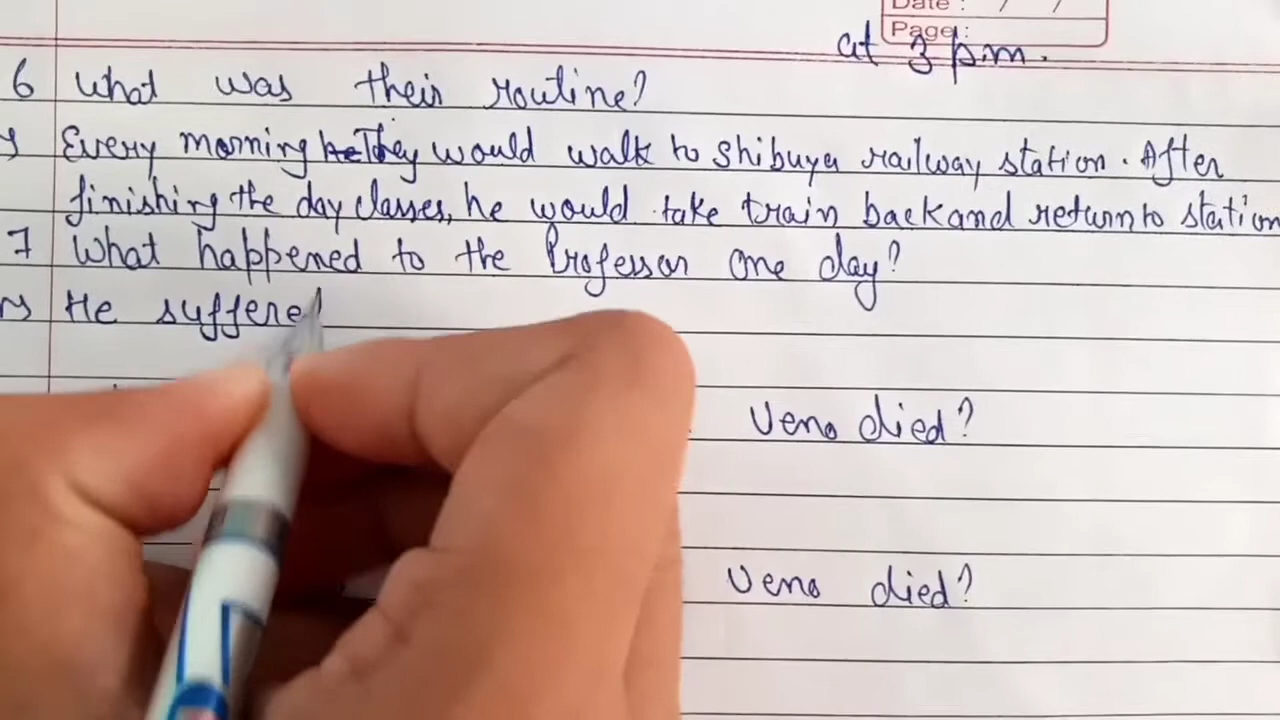 Date : / /
Page :
at 3 p.m.
6 What was their routine?
Every morning They would walk to Shibuya railway station. After
finishing the day classes, he would take train back and return to station
7 What happened to the Professor one day?
He suffered
Ueno died?
Ueno died?